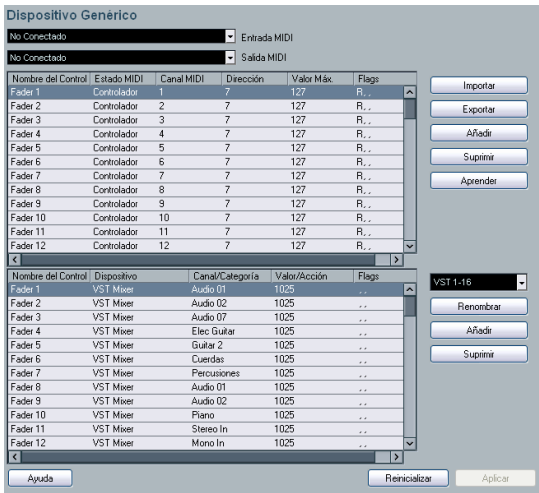 Dispositivo Genérico
No Conectado Entrada MIDI
No Conectado Salida MIDI
Nombre del Control Estado MIDI Canal MIDI Dirección Valor Máx. Flags
Fader 1 Controlador 1 7 127 R, ,
Fader 2 Controlador 2 7 127 R, ,
Fader 3 Controlador 3 7 127 R, ,
Fader 4 Controlador 4 7 127 R, ,
Fader 5 Controlador 5 7 127 R, ,
Fader 6 Controlador 6 7 127 R, ,
Fader 7 Controlador 7 7 127 R, ,
Fader 8 Controlador 8 7 127 R, ,
Fader 9 Controlador 9 7 127 R, ,
Fader 10 Controlador 10 7 127 R, ,
Fader 11 Controlador 11 7 127 R, ,
Fader 12 Controlador 12 7 127 R, ,
Importar
Exportar
Añadir
Suprimir
Aprender
Nombre del Control Dispositivo Canal/Categoría Valor/Acción Flags
Fader 1 VST Mixer Audio 01 1025 , ,
Fader 2 VST Mixer Audio 02 1025 , ,
Fader 3 VST Mixer Audio 07 1025 , ,
Fader 4 VST Mixer Elec Guitar 1025 , ,
Fader 5 VST Mixer Guitar 2 1025 , ,
Fader 6 VST Mixer Cuerdas 1025 , ,
Fader 7 VST Mixer Percusiones 1025 , ,
Fader 8 VST Mixer Audio 01 1025 , ,
Fader 9 VST Mixer Audio 02 1025 , ,
Fader 10 VST Mixer Piano 1025 , ,
Fader 11 VST Mixer Stereo In 1025 , ,
Fader 12 VST Mixer Mono In 1025 , ,
VST 1-16
Renombrar
Añadir
Suprimir
Ayuda Reinicializar Aplicar